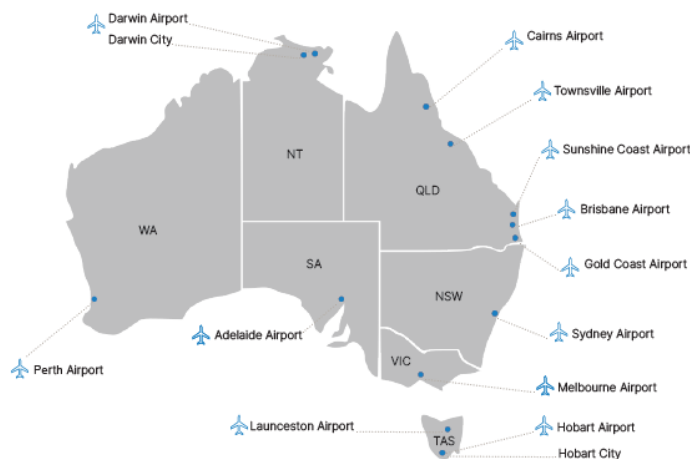 Darwin Airport
Darwin City
Cairns Airport
Townsville Airport
Sunshine Coast Airport
NT
QLD
Brisbane Airport
WA
SA
Gold Coast Airport
NSW
Adelaide Airport
Sydney Airport
Perth Airport
VIC
Melbourne Airport
Launceston Airport
TAS
Hobart Airport
Hobart City